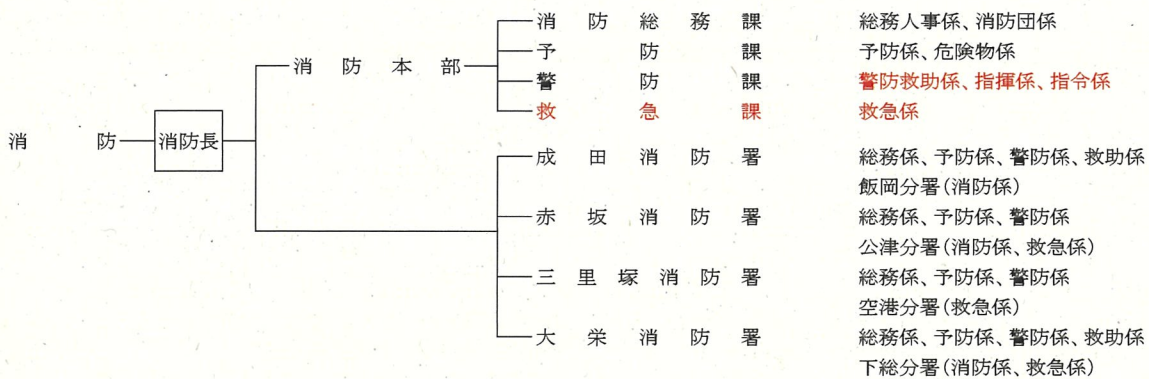 消防総務課 総務人事係、消防団係
予防課 予防係、危険物係
消防本部
警防課 警防救助係、指揮係、指令係
救急課 救急係
消防 消防長
成田消防署 総務係、予防係、警防係、救助係
飯岡分署(消防係)
赤坂消防署 総務係、予防係、警防係
公津分署(消防係、救急係)
三里塚消防署 総務係、予防係、警防係
空港分署(救急係)
大栄消防署 総務係、予防係、警防係、救助係
下総分署(消防係、救急係)